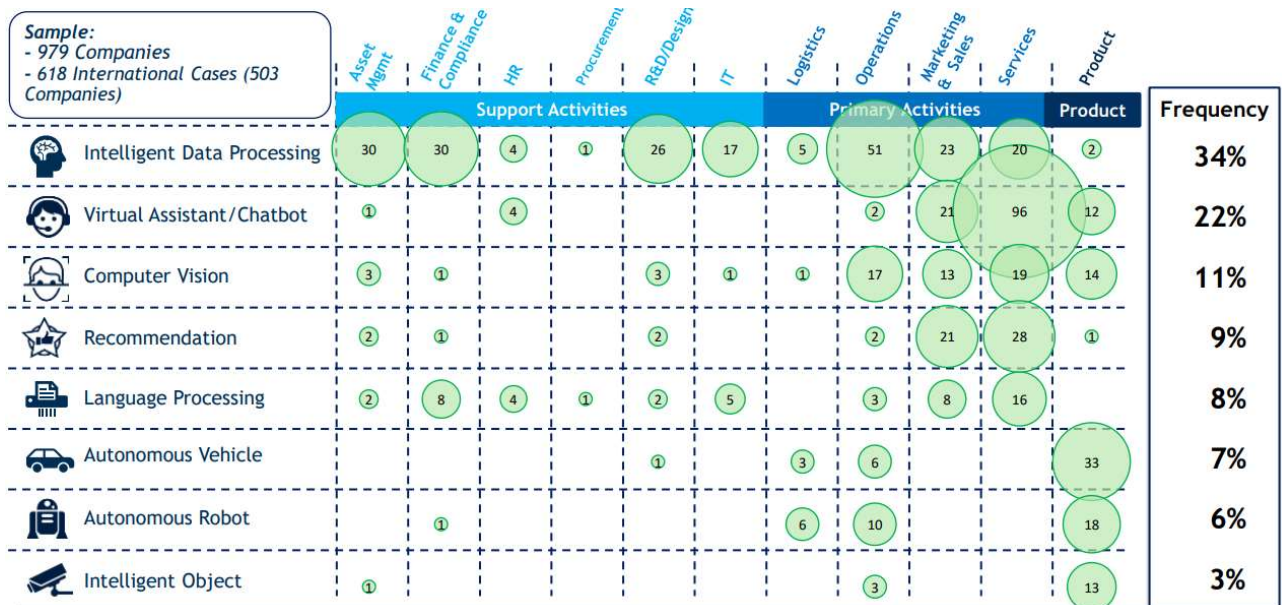 Sample:
- 979 Companies
- 618 International Cases (503
Companies)
Asset
Mgmt
Finance &
Compliance
HR
Procurement
R&D/Design
IT
Logistics
Operations
Marketing
& Sales
Services
Product
Support Activities Primary Activities Product Frequency
Intelligent Data Processing 30 30 4 1 26 17 5 51 23 20 2 34%
Virtual Assistant/Chatbot 1 4 2 21 96 12 22%
Computer Vision 3 1 3 1 1 17 13 19 14 11%
Recommendation 2 1 2 2 21 28 1 9%
Language Processing 2 8 4 1 2 5 3 8 16 8%
Autonomous Vehicle 1 3 6 33 7%
Autonomous Robot 1 6 10 18 6%
Intelligent Object 1 3 13 3%